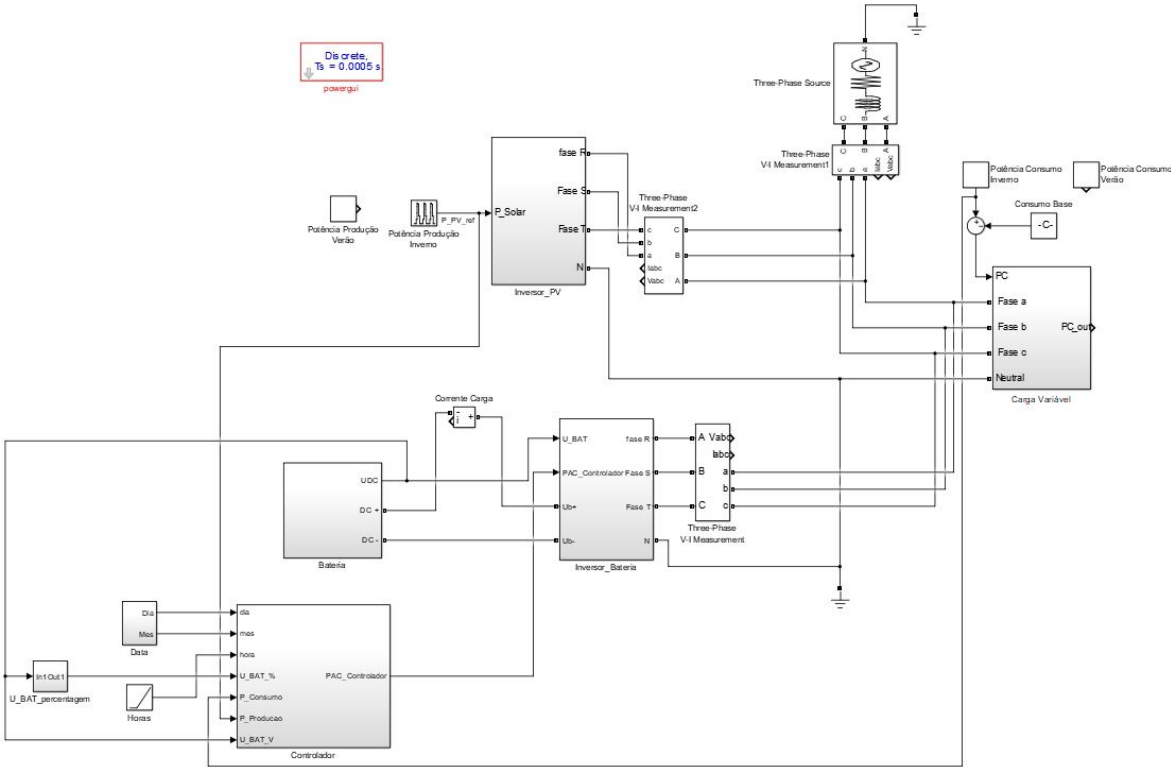 Discrete,
Ts = 0.0005 s.
powergui
N
Three-Phase Source
C B A
Three-Phase
V-I Measurement1
C B A
c b a Iabc Vabc
Potência Consumo
Inverno
Potência Consumo
Verão
Consumo Base
-C-
PC
Fase a
Fase b
Fase c
Neutral
PC_out
Carga Variável
Potência Produção
Verão
Potência Produção
Inverno
P_PV_ref
P_Solar
fase R
Fase S
Fase T
N
Inversor_PV
Three-Phase
V-I Measurement2
c C
b
a B
Iabc
Vabc A
Corrente Carga
- i +
UDC
DC +
DC -
Bateria
U_BAT fase R
PAC_Controlador Fase S
Ub+ Fase T
Ub- N
Inversor_Bateria
A Vabc
Iabc
B a
b
C c
Three-Phase
V-I Measurement
Dia
Mes
Data
In1 Out1
U_BAT_percentagem
Horas
dia
mes
hora
U_BAT_%
P_Consumo
P_Producao
U_BAT_V
PAC_Controlador
Controlador